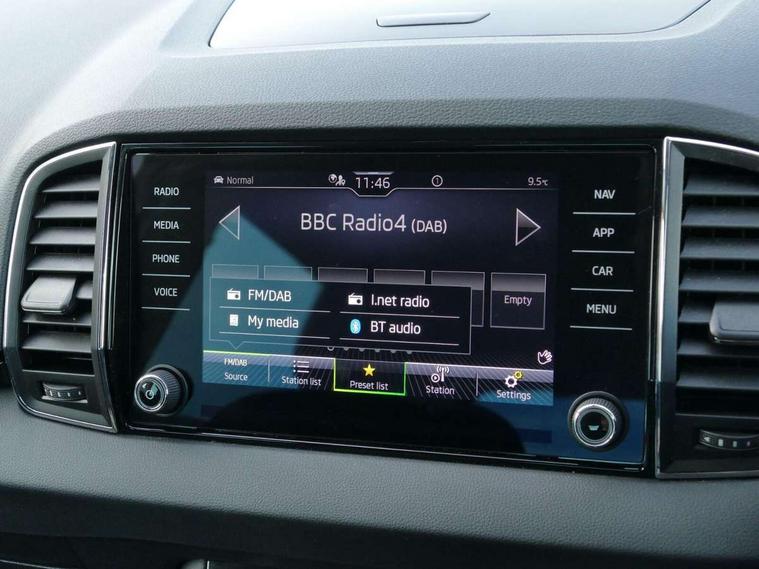 RADIO
MEDIA
PHONE
VOICE
Normal
11:46
1
9.5°C
BBC Radio4 (DAB)
Empty
FM/DAB
I.net radio
My media
BT audio
FM/DAB
Source
Station list
Preset list
Station
Settings
NAV
APP
CAR
MENU